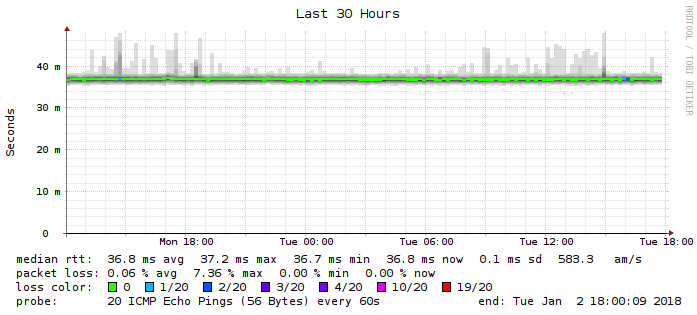 Last 30 Hours
RRDTOOL / TOBI OETIKER
Seconds
40 m
30 m
20 m
10 m
0
Mon 18:00 Tue 00:00 Tue 06:00 Tue 12:00 Tue 18:00
median rtt: 36.8 ms avg 37.2 ms max 36.7 ms min 36.8 ms now 0.1 ms sd 583.3 am/s
packet loss: 0.06 % avg 7.36 % max 0.00 % min 0.00 % now
loss color: 0 1/20 2/20 3/20 4/20 10/20 19/20
probe: 20 ICMP Echo Pings (56 Bytes) every 60s end: Tue Jan 2 18:00:09 2018